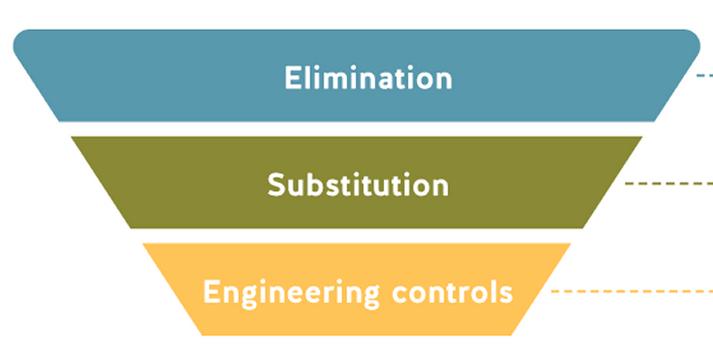 Elimination
Substitution
Engineering controls